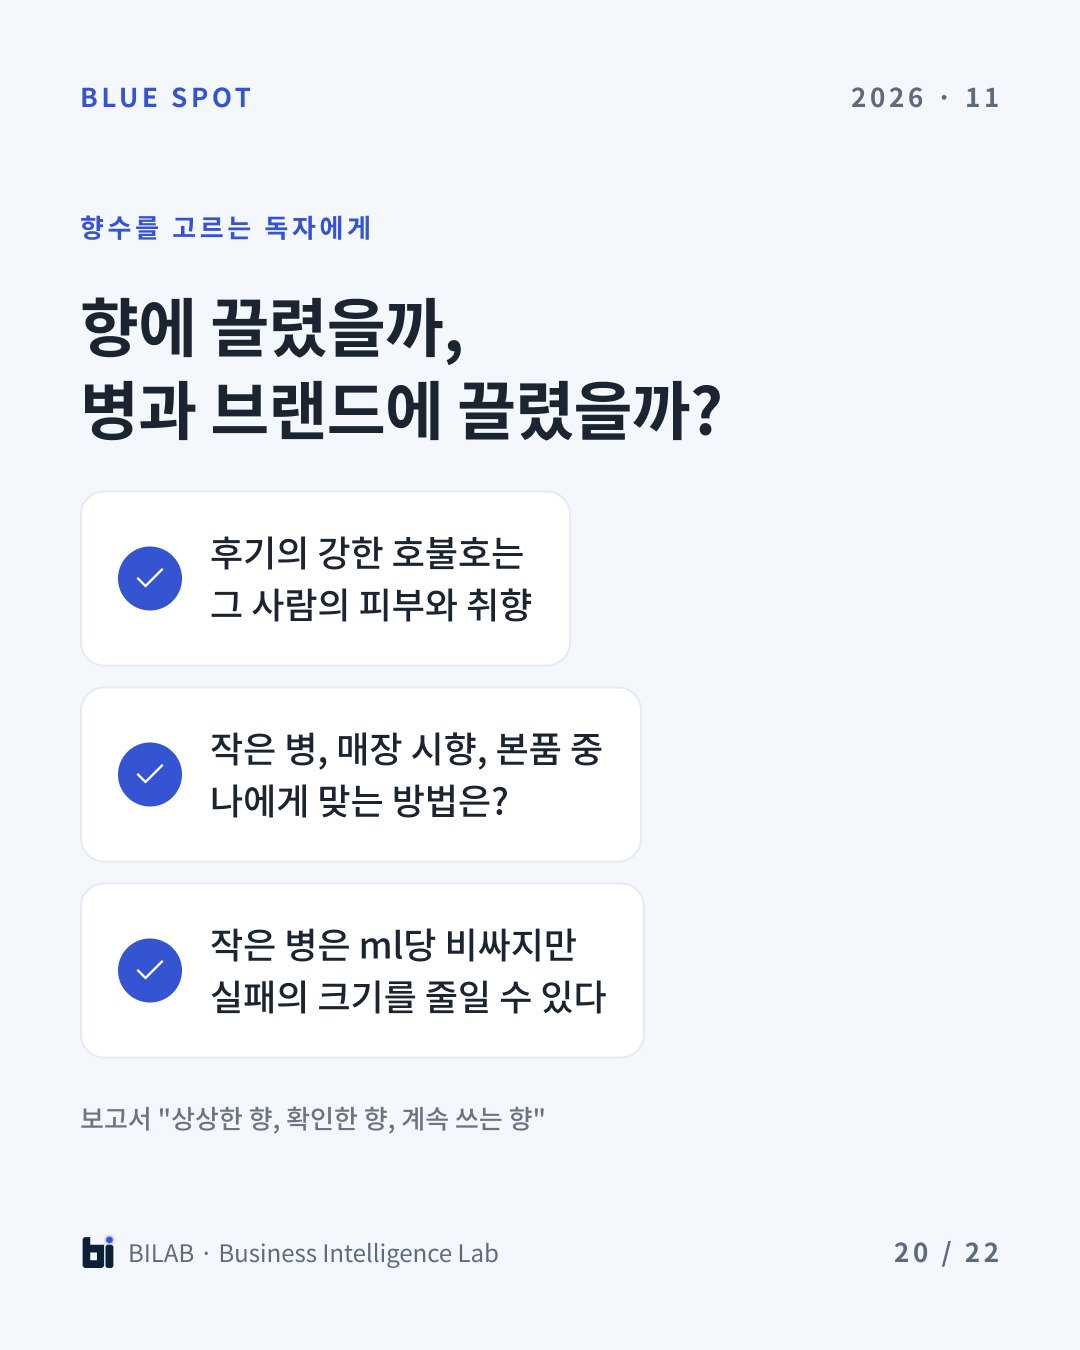 BLUE SPOT
2026 · 11
향수를 고르는 독자에게
향에 끌렸을까,
병과 브랜드에 끌렸을까?
후기의 강한 호불호는
그 사람의 피부와 취향
작은 병, 매장 시향, 본품 중
나에게 맞는 방법은?
작은 병은 ml당 비싸지만
실패의 크기를 줄일 수 있다
보고서 "상상한 향, 확인한 향, 계속 쓰는 향"
bi BILAB · Business Intelligence Lab
20 / 22